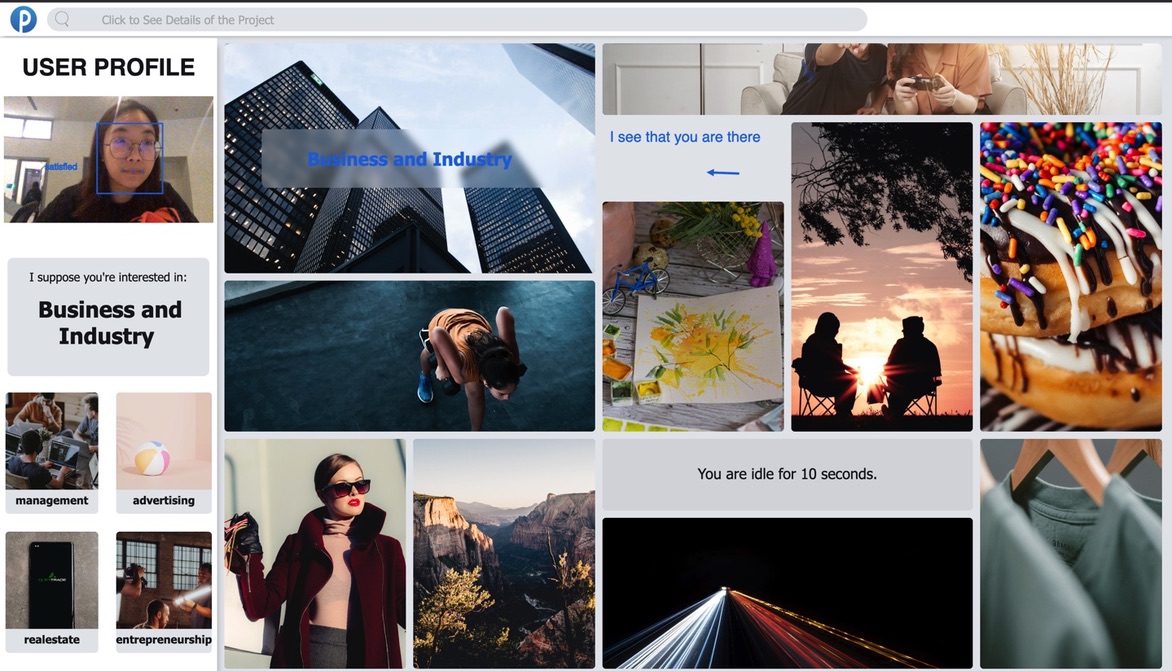 Click to See Details of the Project
USER PROFILE
satisfied
I suppose you're interested in:
Business and
Industry
management
advertising
realestate
entrepreneurship
Business and Industry
I see that you are there
You are idle for 10 seconds.